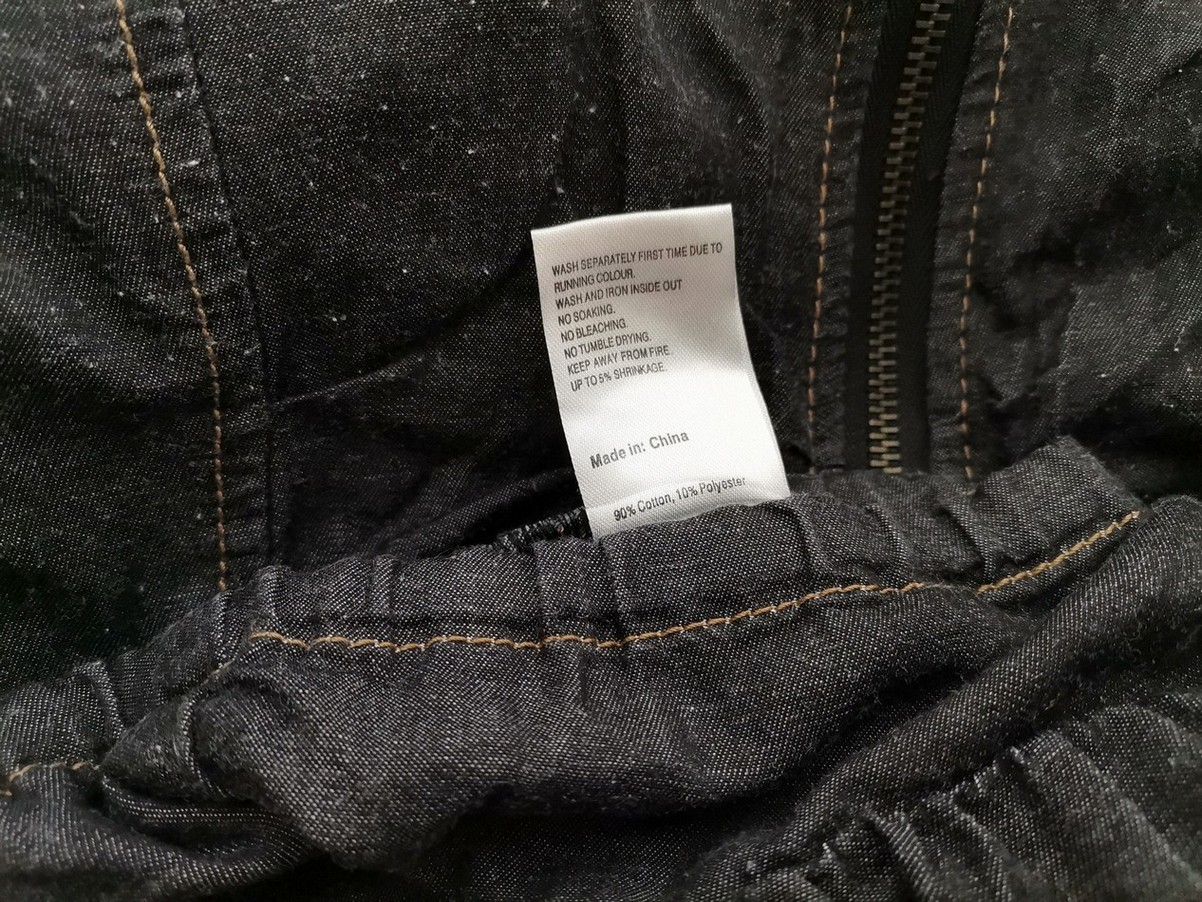 WASH SEPARATELY FIRST TIME DUE TO
RUNNING COLOUR.
WASH AND IRON INSIDE OUT
NO SOAKING.
NO BLEACHING.
NO TUMBLE DRYING.
KEEP AWAY FROM FIRE.
UP TO 5% SHRINKAGE.
Made in: China
90% Cotton, 10% Polyester